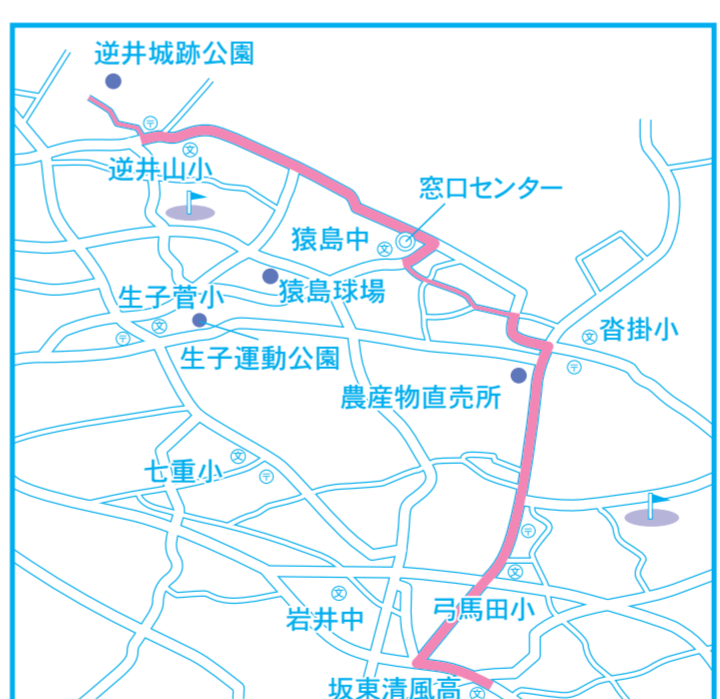 逆井城跡公園
逆井山小
窓口センター
猿島中
猿島球場
生子菅小
沓掛小
生子運動公園
農産物直売所
七重小
弓馬田小
岩井中
坂東清風高